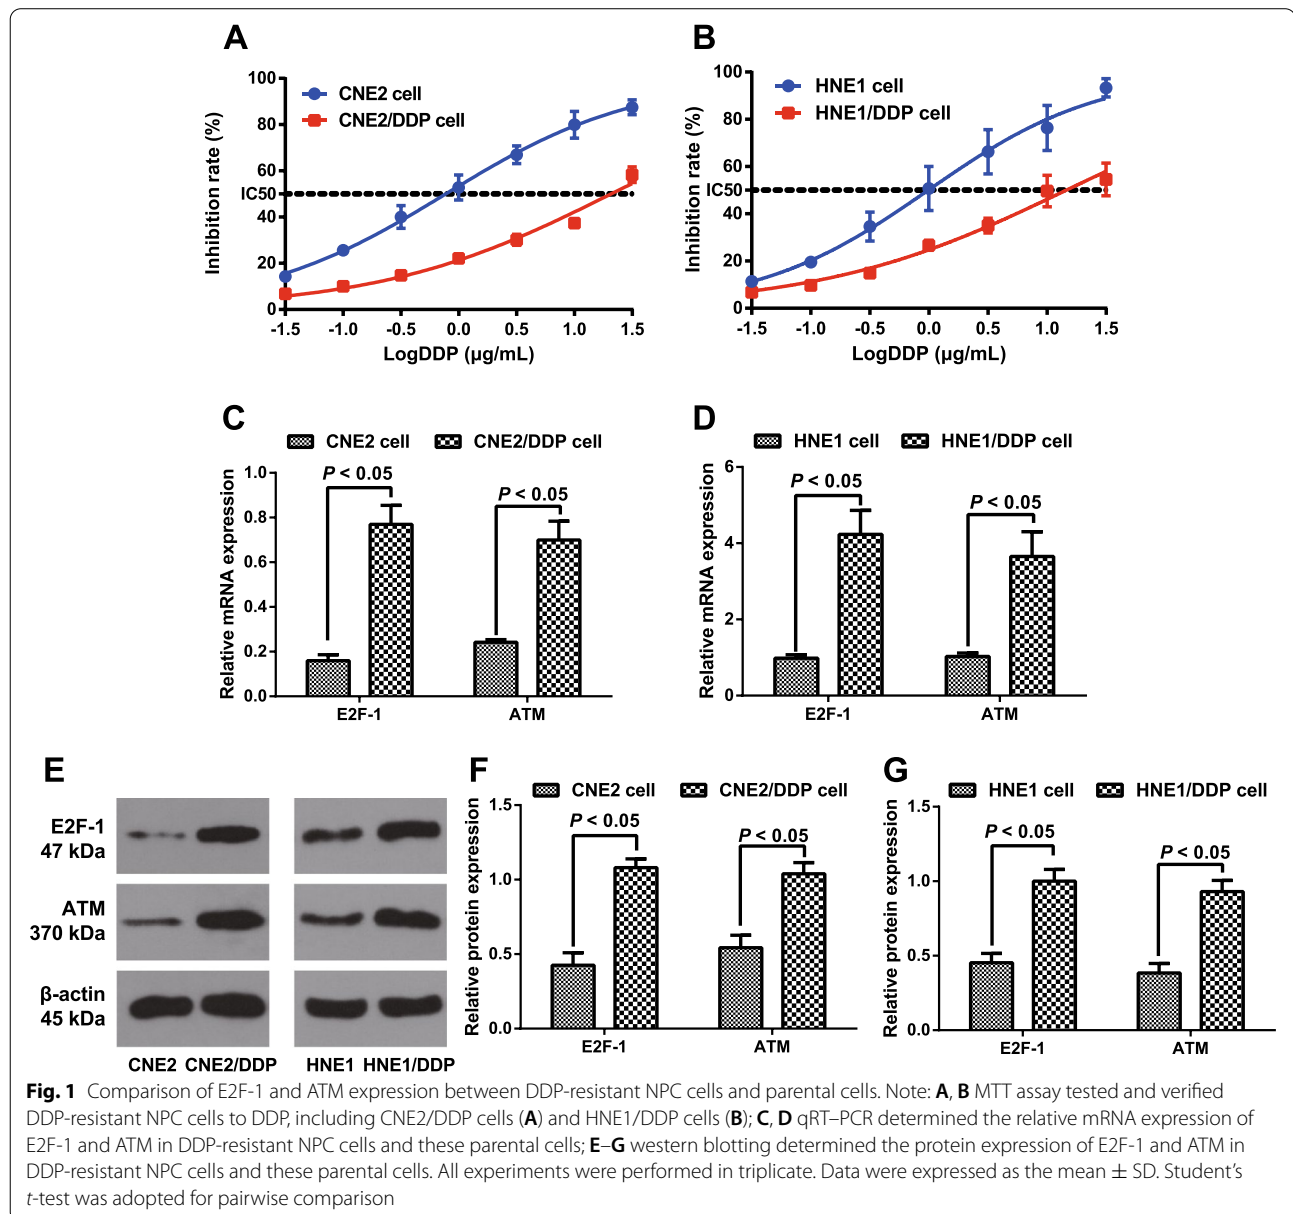 A
100
80
60
IC50
40
20
0
Inhibition rate (%)
CNE2 cell
CNE2/DDP cell
-1.5 -1.0 -0.5 0.0 0.5 1.0 1.5
LogDDP (µg/mL)
B
100
80
60
IC50
40
20
0
Inhibition rate (%)
HNE1 cell
HNE1/DDP cell
-1.5 -1.0 -0.5 0.0 0.5 1.0 1.5
LogDDP (µg/mL)
C
CNE2 cell CNE2/DDP cell
1.0
0.8
0.6
0.4
0.2
0.0
Relative mRNA expression
P < 0.05
P < 0.05
E2F-1 ATM
D
HNE1 cell HNE1/DDP cell
6
4
2
0
Relative mRNA expression
P < 0.05
P < 0.05
E2F-1 ATM
E
E2F-1
47 kDa
ATM
370 kDa
β-actin
45 kDa
CNE2 CNE2/DDP HNE1 HNE1/DDP
F
CNE2 cell CNE2/DDP cell
1.5
1.0
0.5
0.0
Relative protein expression
P < 0.05
P < 0.05
E2F-1 ATM
G
HNE1 cell HNE1/DDP cell
1.5
1.0
0.5
0.0
Relative protein expression
P < 0.05
P < 0.05
E2F-1 ATM
Fig. 1 Comparison of E2F-1 and ATM expression between DDP-resistant NPC cells and parental cells. Note: A, B MTT assay tested and verified
DDP-resistant NPC cells to DDP, including CNE2/DDP cells (A) and HNE1/DDP cells (B); C, D qRT–PCR determined the relative mRNA expression of
E2F-1 and ATM in DDP-resistant NPC cells and these parental cells; E–G western blotting determined the protein expression of E2F-1 and ATM in
DDP-resistant NPC cells and these parental cells. All experiments were performed in triplicate. Data were expressed as the mean ± SD. Student's
t-test was adopted for pairwise comparison